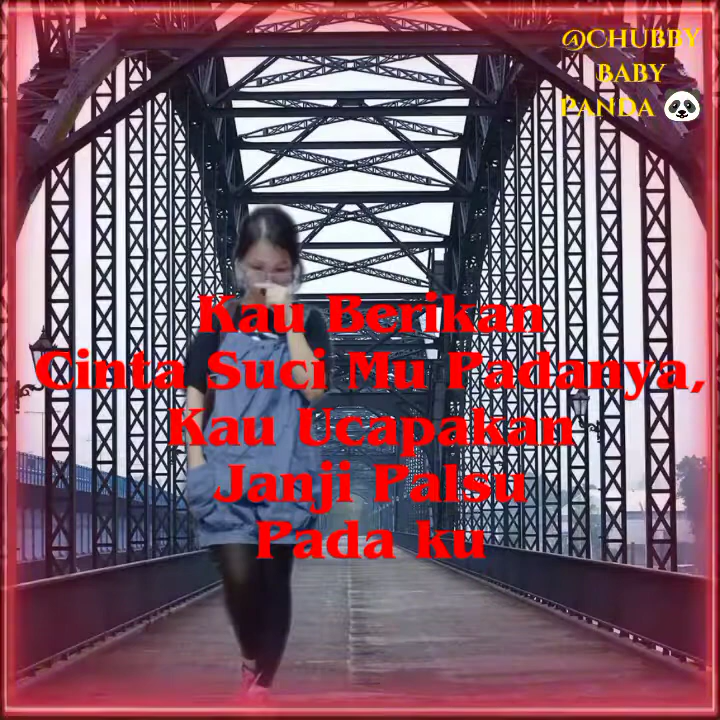 @CHUBBY
BABY
PANDA 🐼
Kau Berikan
Cinta Suci Mu Padanya,
Kau Ucapakan
Janji Palsu
Pada ku